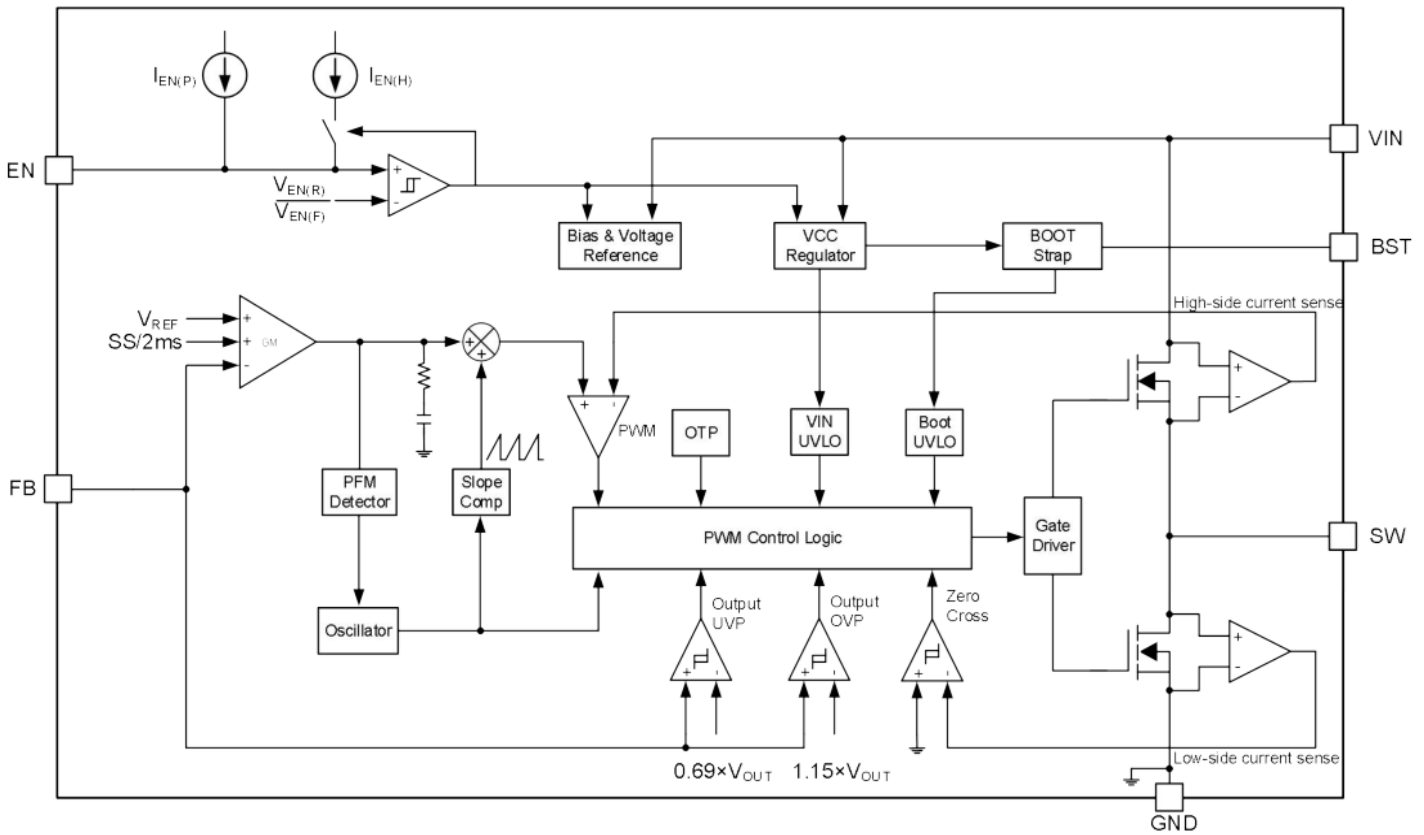 I_EN(P)
I_EN(H)
EN
+
-
V_EN(R)
V_EN(F)
VIN
Bias & Voltage
Reference
VCC
Regulator
BOOT
Strap
BST
High-side current sense
V_REF
SS/2ms
+
+
-
GM
+
+
+
-
PWM
+
-
OTP
VIN
UVLO
Boot
UVLO
FB
PFM
Detector
Slope
Comp
PWM Control Logic
Gate
Driver
SW
Oscillator
Output
UVP
Output
OVP
Zero
Cross
+
-
+
-
+
-
+
-
0.69×V_OUT
1.15×V_OUT
Low-side current sense
GND